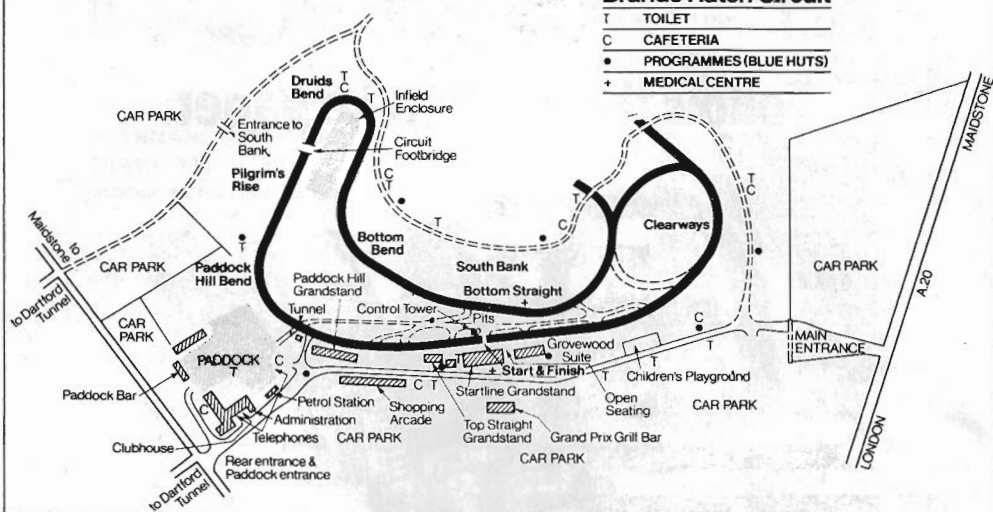 Brands Hatch Circuit
T TOILET
C CAFETERIA
• PROGRAMMES (BLUE HUTS)
+ MEDICAL CENTRE
Druids
Bend
T
C
T
Infield
Enclosure
CAR PARK
Entrance to
South
Bank
Circuit
Footbridge
Pilgrim's
Rise
C
T
T
Bottom
Bend
South Bank
Bottom Straight
+
C
T
T
Clearways
T
C
MAIDSTONE
A.20
LONDON
CAR PARK
MAIN
ENTRANCE
to
Maidstone
to Dartford
Tunnel
CAR PARK
T
Paddock
Hill Bend
Paddock Hill
Grandstand
Tunnel
Control Tower
Pits
CAR PARK
PADDOCK
T
C
Paddock Bar
C
Petrol Station
Administration
Telephones
Clubhouse
Rear entrance &
Paddock entrance
to Dartford
Tunnel
Shopping
Arcade
C T
T
CAR PARK
Top Straight
Grandstand
Startline Grandstand
+ Start & Finish
Grovewood
Suite
Grand Prix Grill Bar
CAR PARK
Open
Seating
T
Children's Playground
T
C
CAR PARK